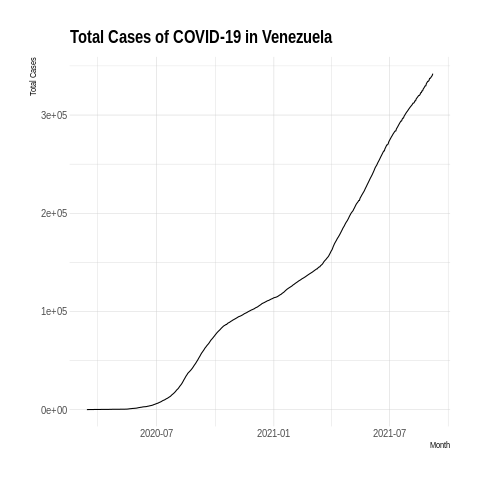 Total Cases of COVID-19 in Venezuela
Total Cases
3e+05
2e+05
1e+05
0e+00
2020-07
2021-01
2021-07
Month